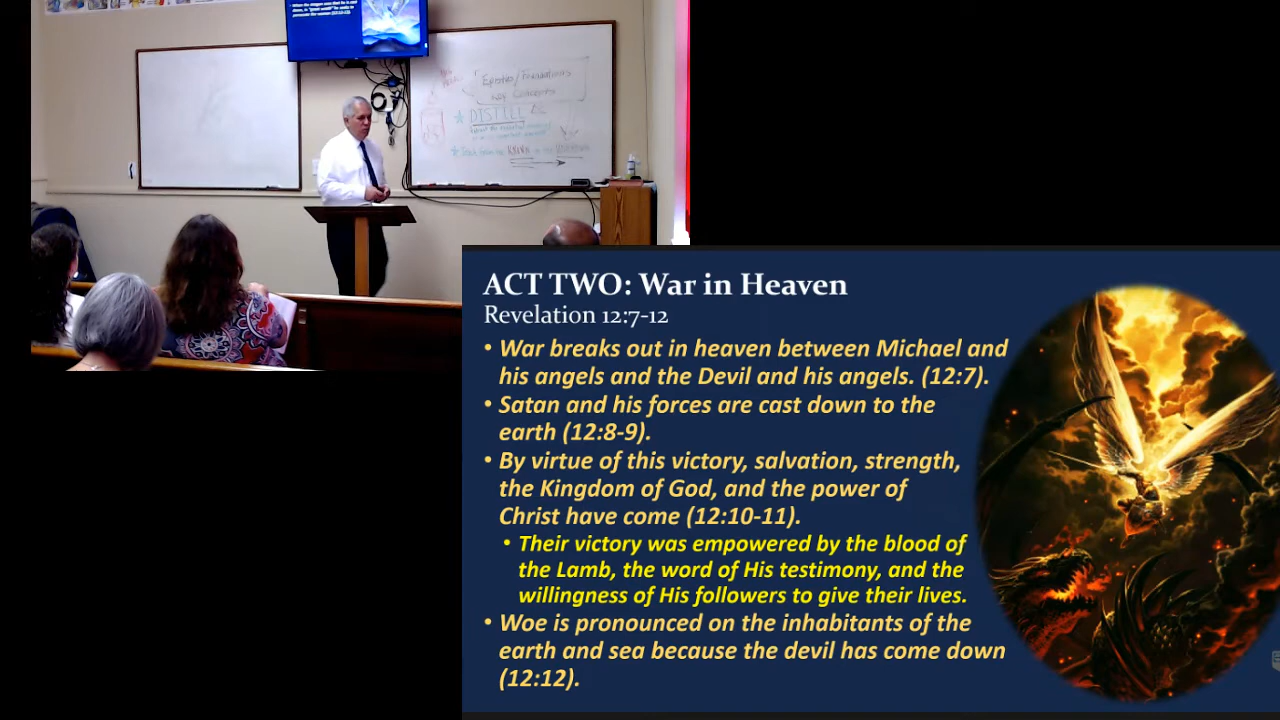 Episodes/Foundations
Key Concepts
DISTILL
ACT TWO: War in Heaven
Revelation 12:7-12
• War breaks out in heaven between Michael and
his angels and the Devil and his angels. (12:7).
• Satan and his forces are cast down to the
earth (12:8-9).
• By virtue of this victory, salvation, strength,
the Kingdom of God, and the power of
Christ have come (12:10-11).
• Their victory was empowered by the blood of
the Lamb, the word of His testimony, and the
willingness of His followers to give their lives.
• Woe is pronounced on the inhabitants of the
earth and sea because the devil has come down
(12:12).